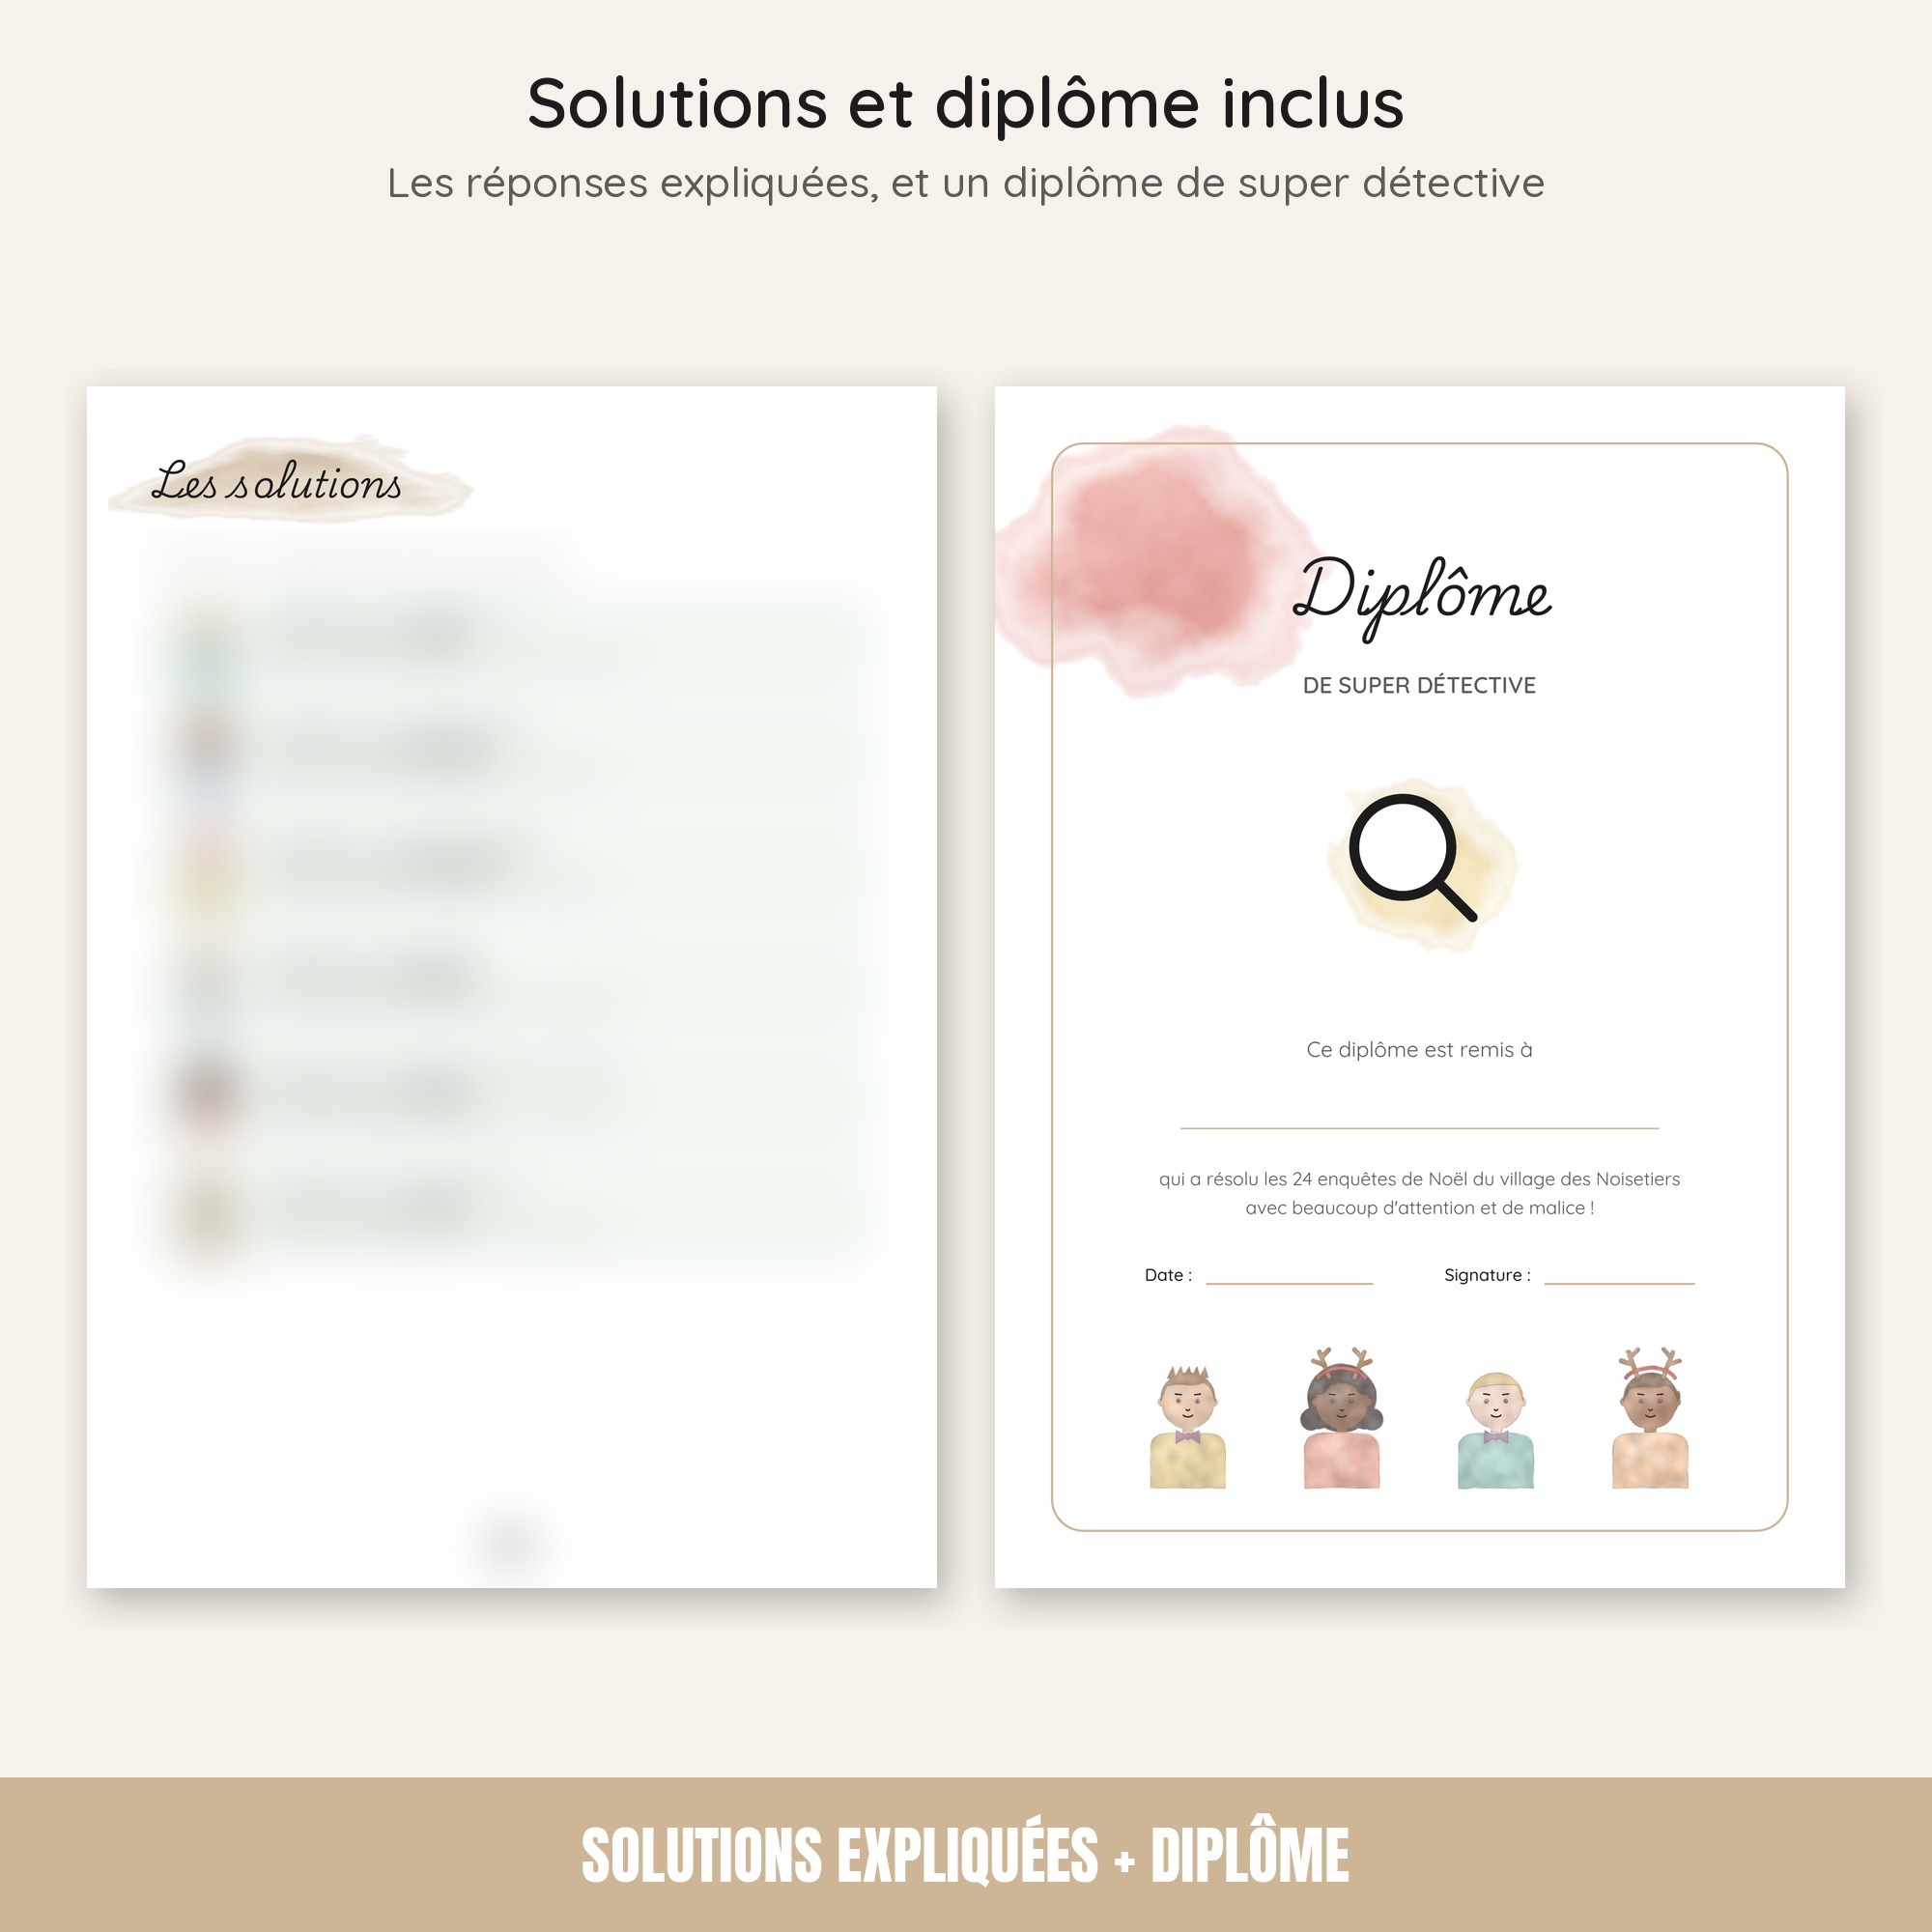 Solutions et diplôme inclus
Les réponses expliquées, et un diplôme de super détective
Les solutions
Diplôme
DE SUPER DÉTECTIVE
Ce diplôme est remis à
qui a résolu les 24 enquêtes de Noël du village des Noisetiers
avec beaucoup d'attention et de malice !
Date :
Signature :
SOLUTIONS EXPLIQUÉES + DIPLÔME